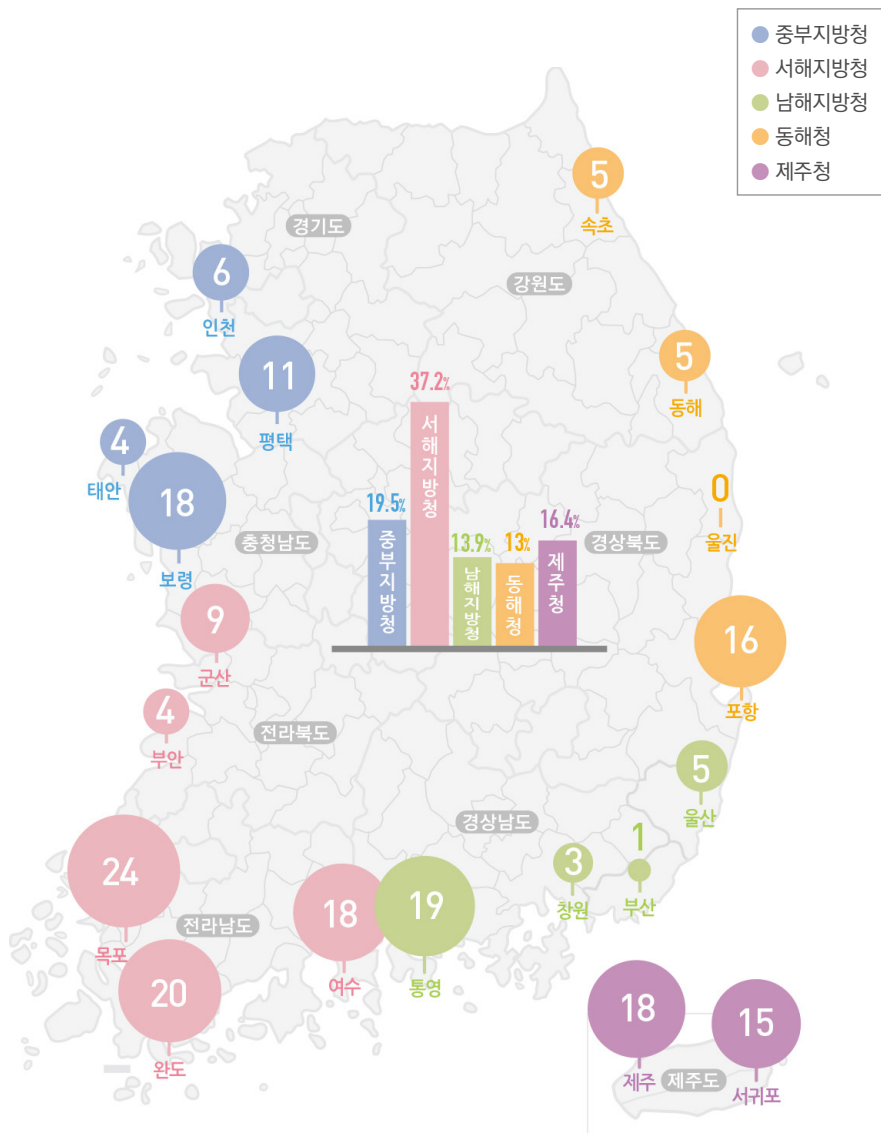 중부지방청
서해지방청
남해지방청
동해청
제주청
5
속초
경기도
6
인천
강원도
11
평택
5
동해
4
태안
18
보령
37.2%
서해지방청
19.5%
중부지방청
13.9%
남해지방청
13%
동해청
16.4%
제주청
0
울진
충청남도
경상북도
9
군산
16
포항
4
부안
전라북도
5
울산
경상남도
24
목포
18
여수
19
통영
3
창원
1
부산
전라남도
20
완도
18
제주
제주도
15
서귀포